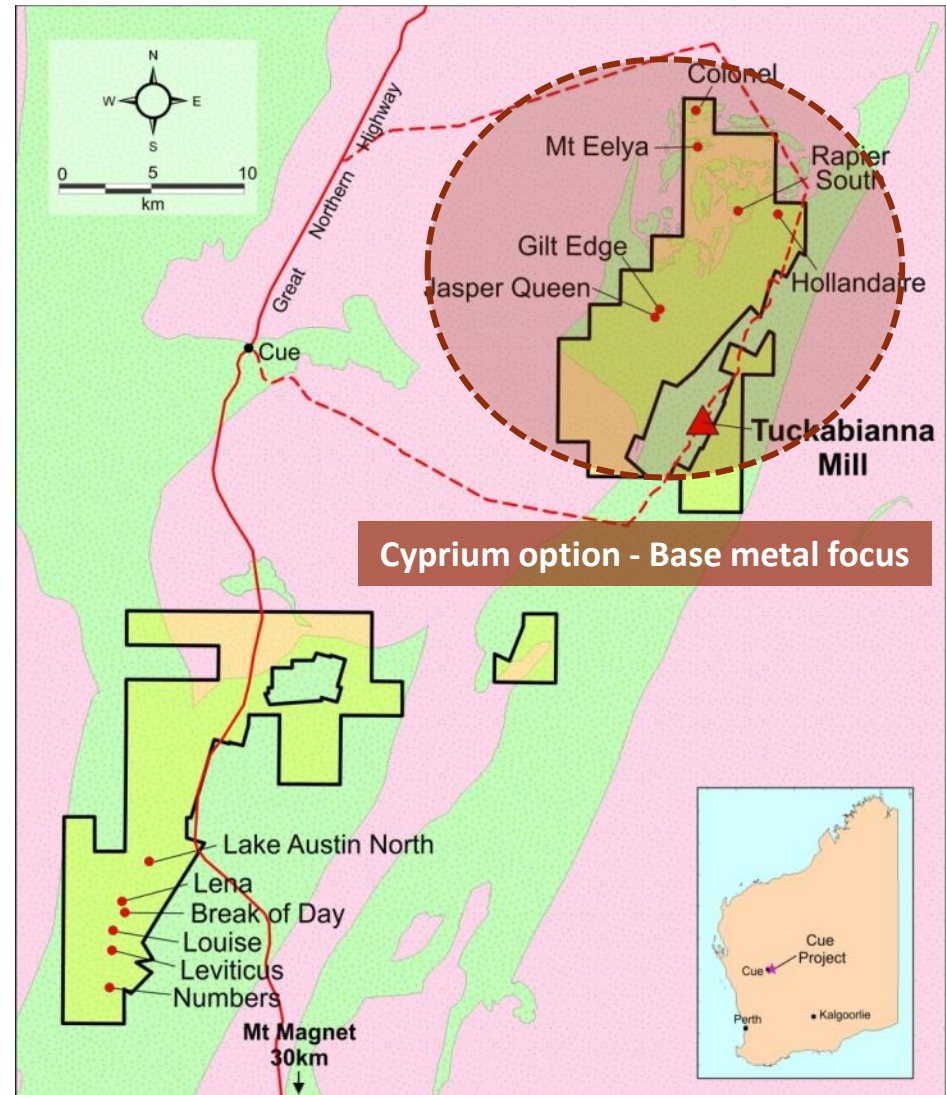 N
W E
S
0 5 10
km
Great Northern Highway
Colonel
Mt Eelya
Rapier
South
Gilt Edge
Jasper Queen
Hollandaire
Cue
Tuckabianna
Mill
Cyprium option - Base metal focus
Lake Austin North
Lena
Break of Day
Louise
Leviticus
Numbers
Mt Magnet
30km
Cue
Project
Cue
Perth
Kalgoorlie